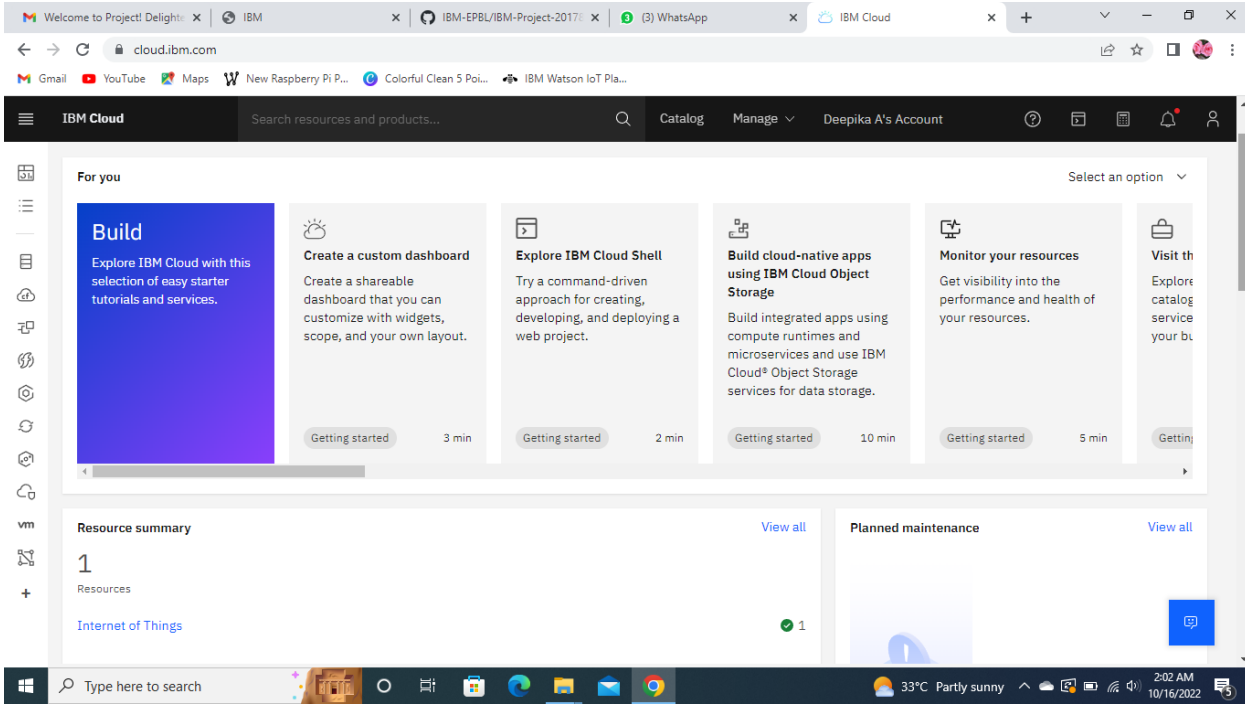 Welcome to Project! Delighte
IBM
IBM-EPBL/IBM-Project-20178
(3) WhatsApp
IBM Cloud
cloud.ibm.com
Gmail
YouTube
Maps
New Raspberry Pi P...
Colorful Clean 5 Poi...
IBM Watson IoT Pla...
IBM Cloud
Search resources and products...
Catalog
Manage
Deepika A's Account
For you
Select an option
Build
Explore IBM Cloud with this
selection of easy starter
tutorials and services.
Create a custom dashboard
Create a shareable
dashboard that you can
customize with widgets,
scope, and your own layout.
Getting started
3 min
Explore IBM Cloud Shell
Try a command-driven
approach for creating,
developing, and deploying a
web project.
Getting started
2 min
Build cloud-native apps
using IBM Cloud Object
Storage
Build integrated apps using
compute runtimes and
microservices and use IBM
Cloud® Object Storage
services for data storage.
Getting started
10 min
Monitor your resources
Get visibility into the
performance and health of
your resources.
Getting started
5 min
Visit th
Explore
catalog
service
your bu
Getting
vm
Resource summary
View all
1
Resources
Internet of Things
1
Planned maintenance
View all
Type here to search
33°C Partly sunny
2:02 AM
10/16/2022
5